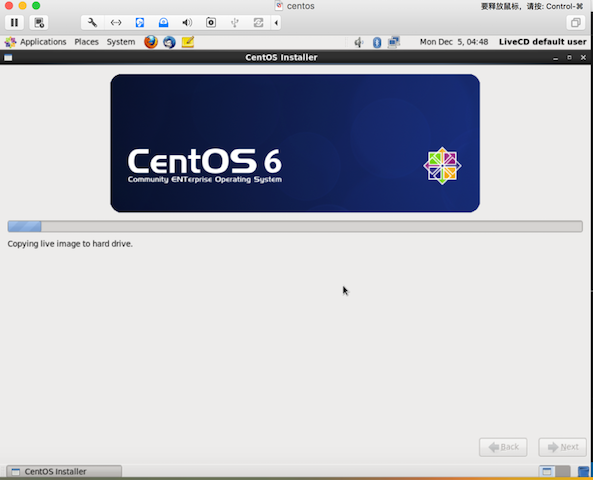 centos
要释放鼠标，请按: Control-⌘
Applications Places System Mon Dec 5, 04:48 LiveCD default user
CentOS Installer
CentOS 6
Community ENTerprise Operating System
Copying live image to hard drive.
Back Next
CentOS Installer